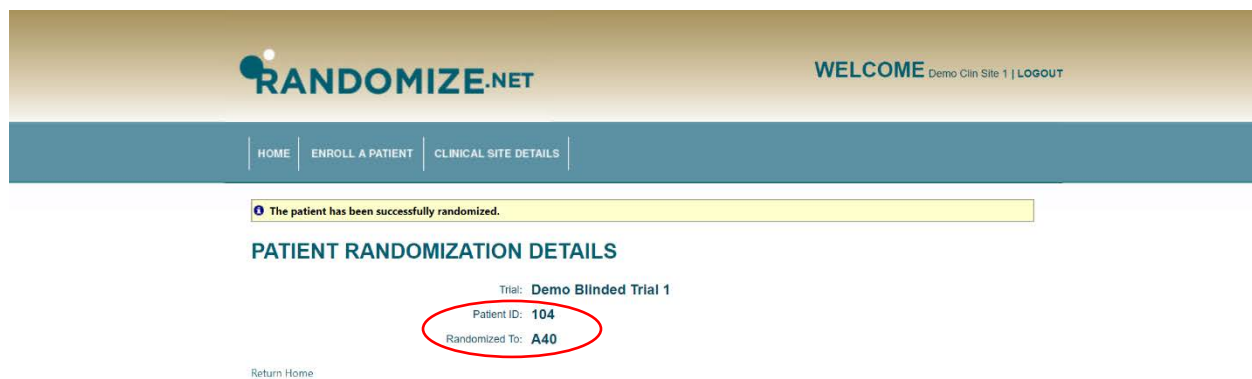 RANDOMIZE.NET
WELCOME Demo Clin Site 1 | LOGOUT
HOME ENROLL A PATIENT CLINICAL SITE DETAILS
The patient has been successfully randomized.
PATIENT RANDOMIZATION DETAILS
Trial: Demo Blinded Trial 1
Patient ID: 104
Randomized To: A40
Return Home